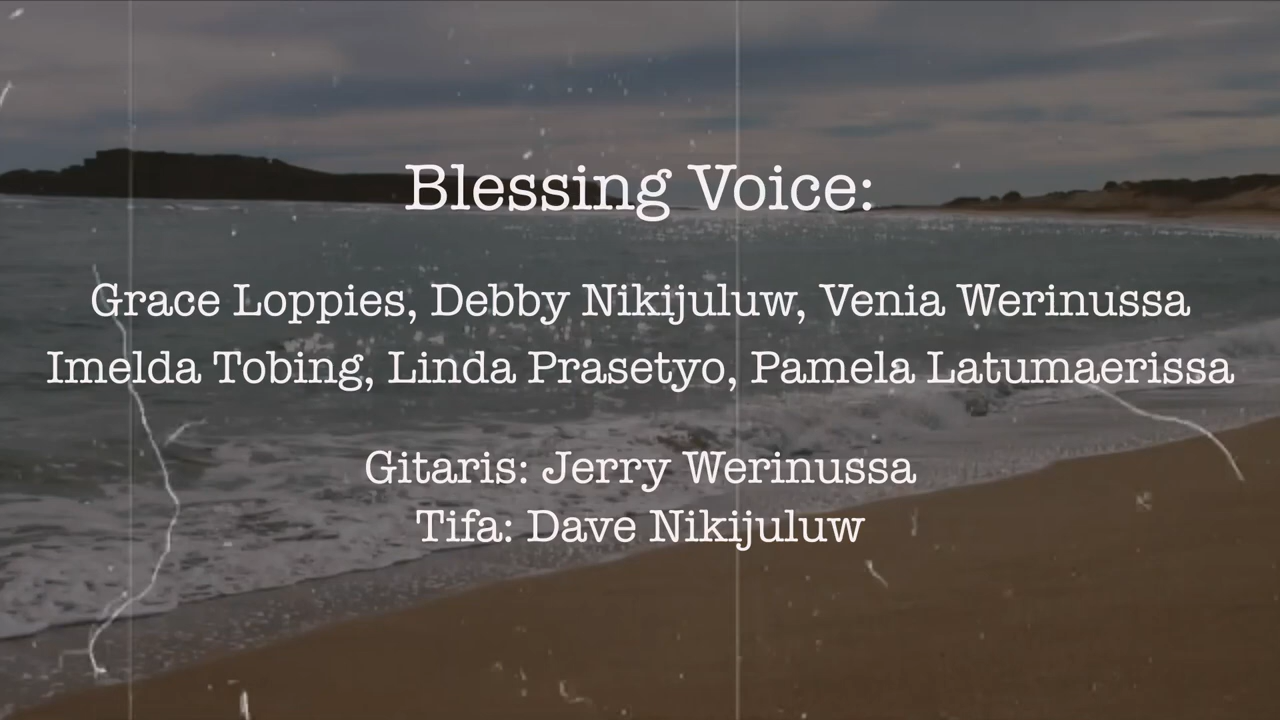 Blessing Voice:
Grace Loppies, Debby Nikijuluw, Venia Werinussa
Imelda Tobing, Linda Prasetyo, Pamela Latumaerissa
Gitaris: Jerry Werinussa
Tifa: Dave Nikijuluw